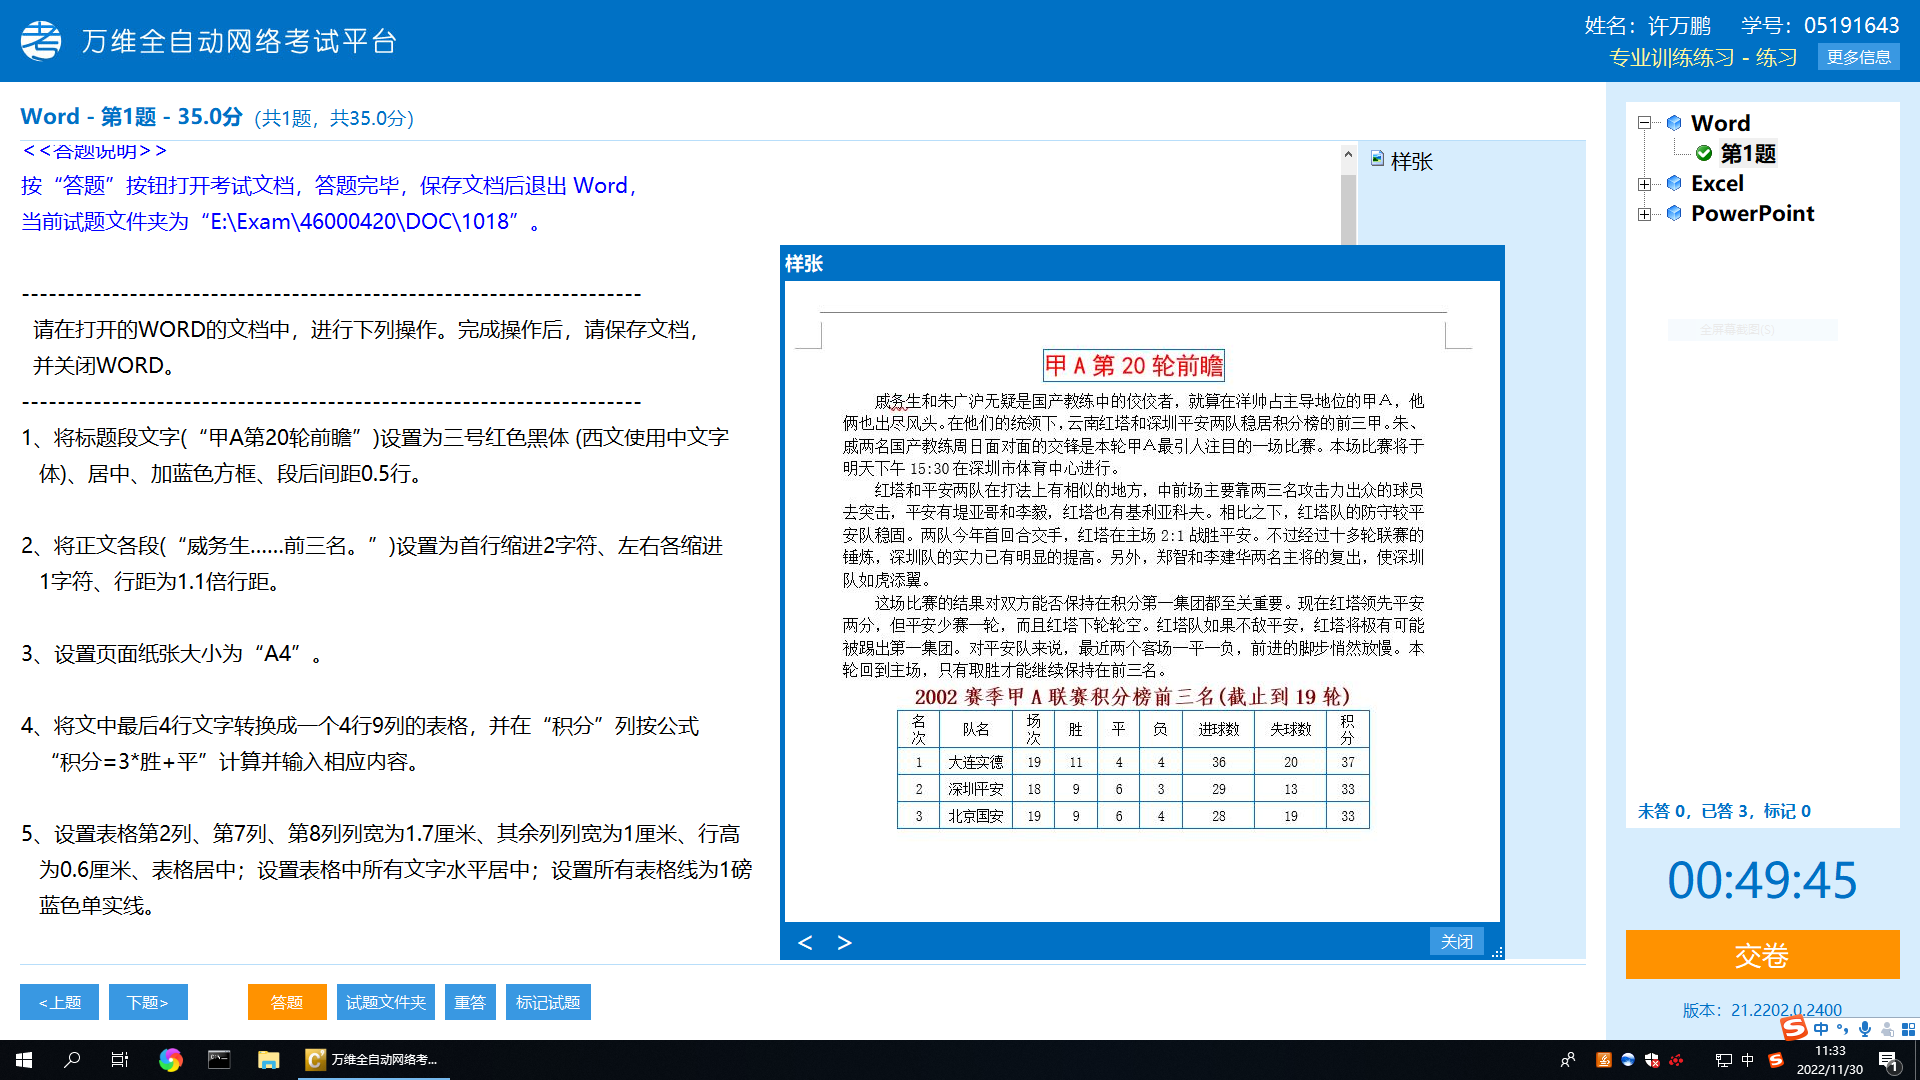 万维全自动网络考试平台
姓名：许万鹏 学号：05191643
专业训练练习 - 练习 更多信息
Word - 第1题 - 35.0分 (共1题，共35.0分)
<<答题说明>>
按“答题”按钮打开考试文档，答题完毕，保存文档后退出 Word，
当前试题文件夹为“E:\Exam\46000420\DOC\1018”。
---------------------------------------------------------------------
请在打开的WORD的文档中，进行下列操作。完成操作后，请保存文档，
并关闭WORD。
---------------------------------------------------------------------
1、将标题段文字(“甲A第20轮前瞻”)设置为三号红色黑体 (西文使用中文字
体)、居中、加蓝色方框、段后间距0.5行。
2、将正文各段(“威务生......前三名。”)设置为首行缩进2字符、左右各缩进
1字符、行距为1.1倍行距。
3、设置页面纸张大小为“A4”。
4、将文中最后4行文字转换成一个4行9列的表格，并在“积分”列按公式
“积分=3*胜+平”计算并输入相应内容。
5、设置表格第2列、第7列、第8列列宽为1.7厘米、其余列列宽为1厘米、行高
为0.6厘米、表格居中；设置表格中所有文字水平居中；设置所有表格线为1磅
蓝色单实线。
样张
样张
甲 A 第 20 轮前瞻
戚务生和朱广沪无疑是国产教练中的佼佼者，就算在洋帅占主导地位的甲A，他
俩也出尽风头。在他们的统领下，云南红塔和深圳平安两队稳居积分榜的前三甲。朱、
戚两名国产教练周日面对面的交锋是本轮甲A最引人注目的一场比赛。本场比赛将于
明天下午 15:30 在深圳市体育中心进行。
红塔和平安两队在打法上有相似的地方，中前场主要靠两三名攻击力出众的球员
去突击，平安有堤亚哥和李毅，红塔也有基利亚科夫。相比之下，红塔队的防守较平
安队稳固。两队今年首回合交手，红塔在主场 2:1 战胜平安。不过经过十多轮联赛的
锤炼，深圳队的实力已有明显的提高。另外，郑智和李建华两名主将的复出，使深圳
队如虎添翼。
这场比赛的结果对双方能否保持在积分第一集团都至关重要。现在红塔领先平安
两分，但平安少赛一轮，而且红塔下轮轮空。红塔队如果不敌平安，红塔将极有可能
被踢出第一集团。对平安队来说，最近两个客场一平一负，前进的脚步悄然放慢。本
轮回到主场，只有取胜才能继续保持在前三名。
2002 赛季甲 A 联赛积分榜前三名(截止到 19 轮)
名次 队名 场次 胜 平 负 进球数 失球数 积分
1 大连实德 19 11 4 4 36 20 37
2 深圳平安 18 9 6 3 29 13 33
3 北京国安 19 9 6 4 28 19 33
< > 关闭
Word
第1题
Excel
PowerPoint
全屏幕截图(S)
未答 0，已答 3，标记 0
00:49:45
交卷
版本：21.2202.0.2400
<上题 下题> 答题 试题文件夹 重答 标记试题
中
万维全自动网络考...
中
11:33
2022/11/30
1